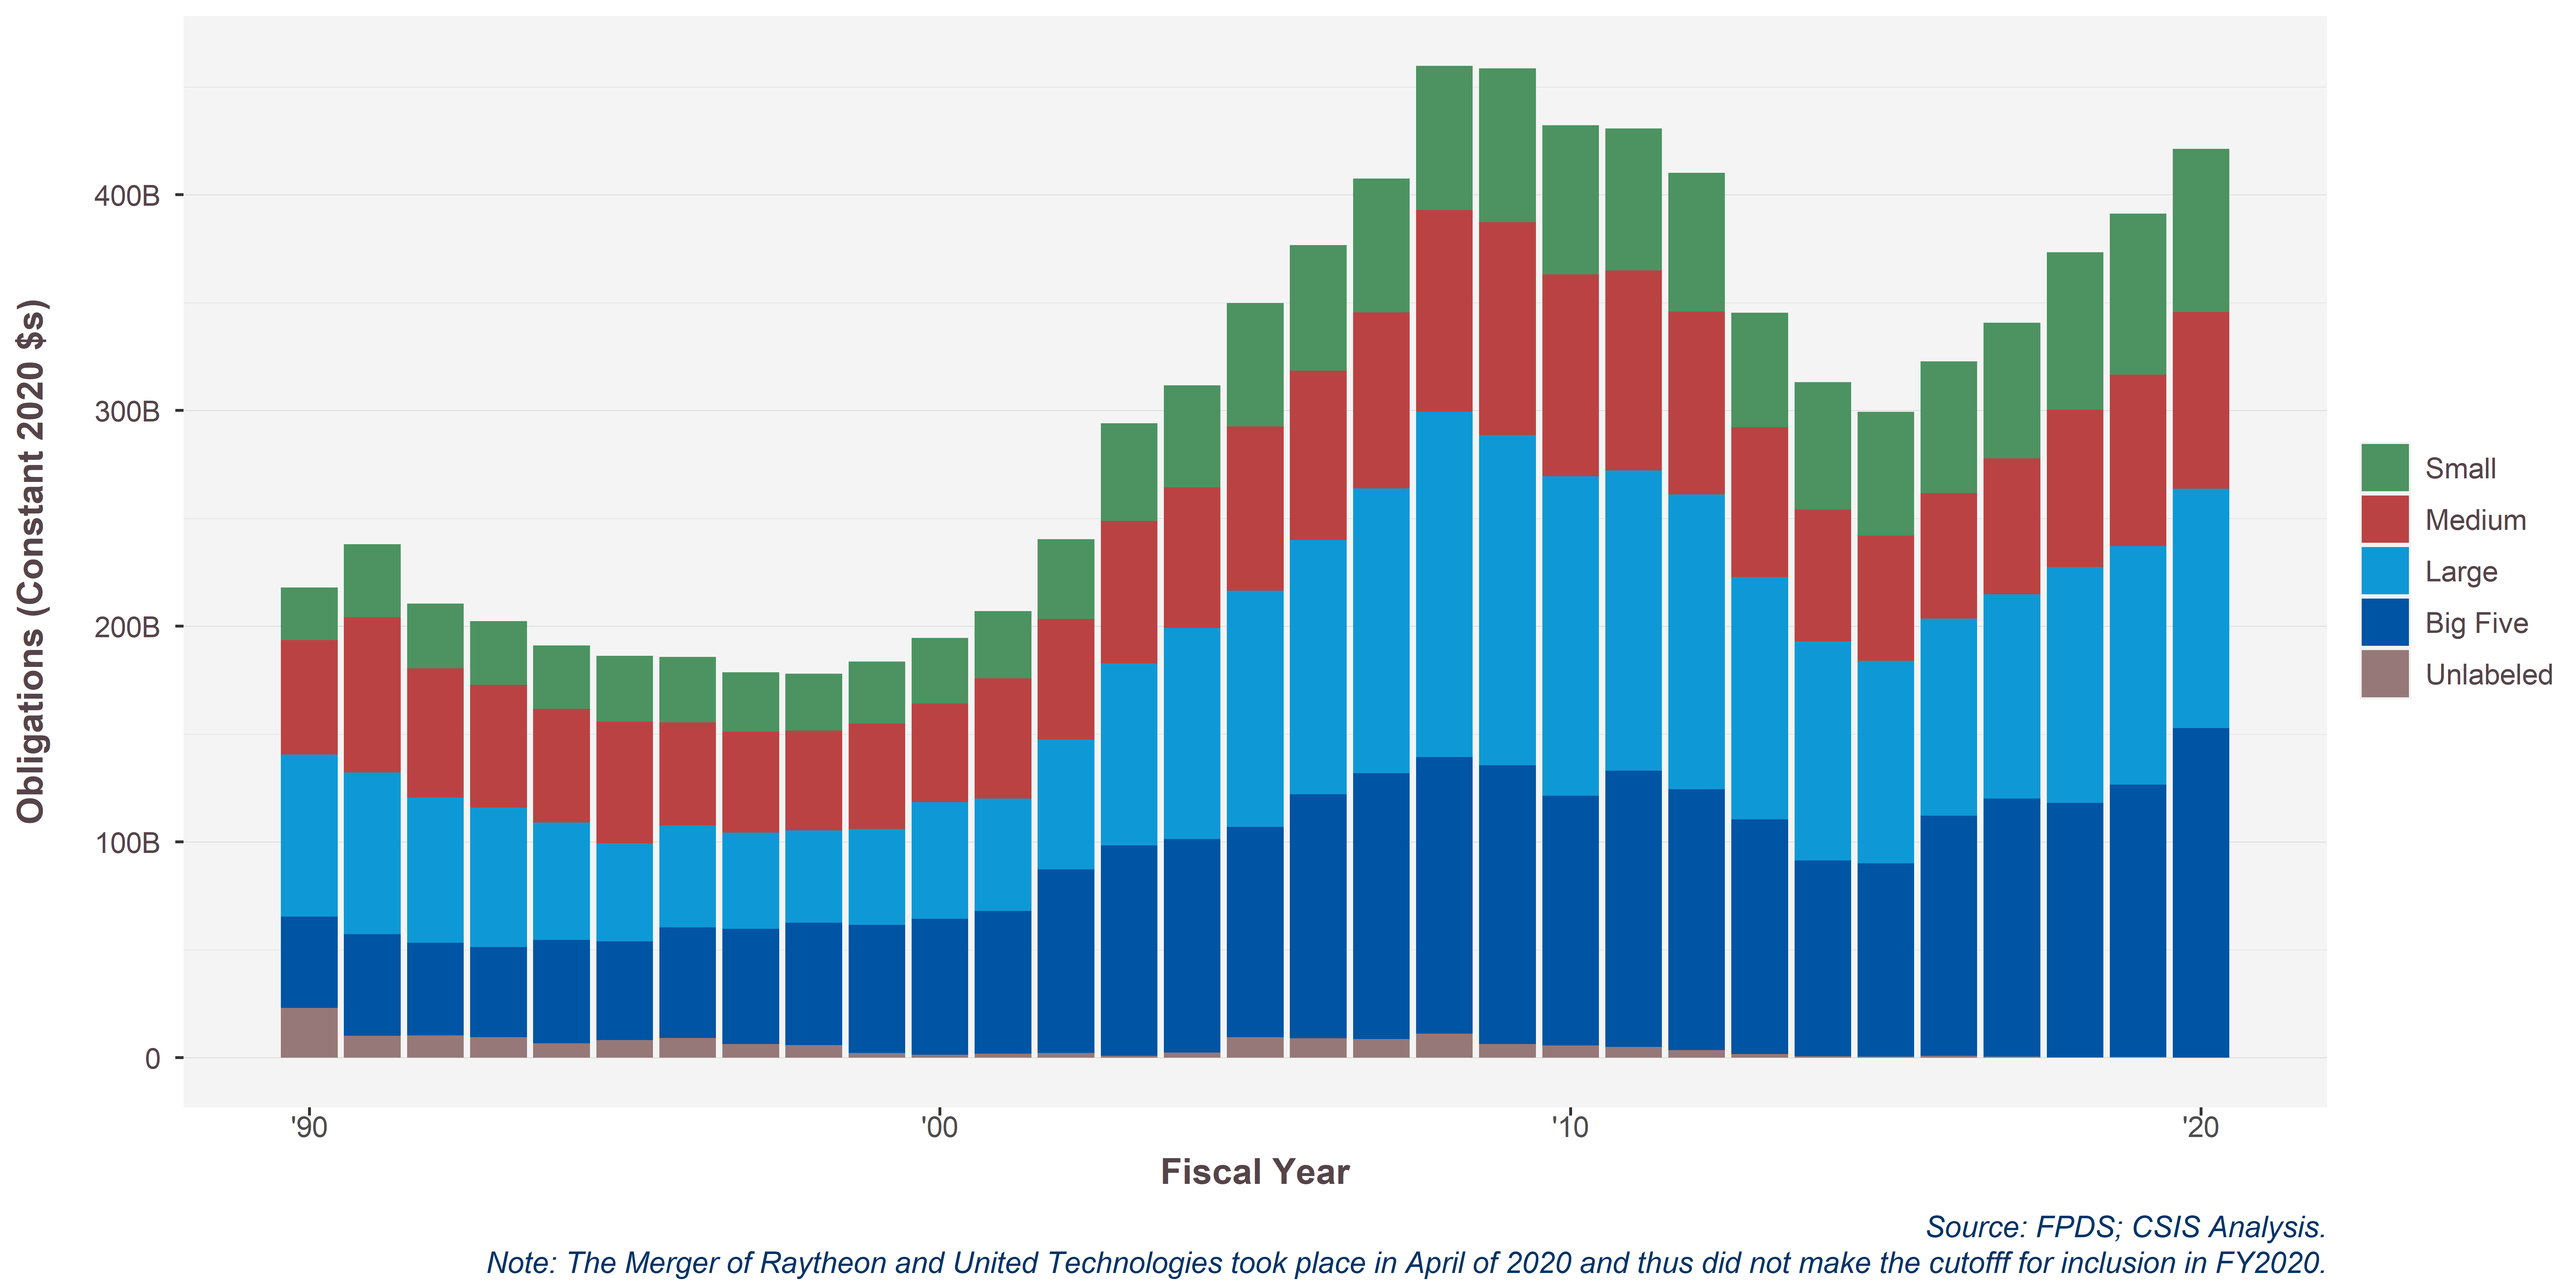 Obligations (Constant 2020 $s)
400B
300B
200B
100B
0
'90
'00
'10
'20
Fiscal Year
Small
Medium
Large
Big Five
Unlabeled
Source: FPDS; CSIS Analysis.
Note: The Merger of Raytheon and United Technologies took place in April of 2020 and thus did not make the cutofff for inclusion in FY2020.